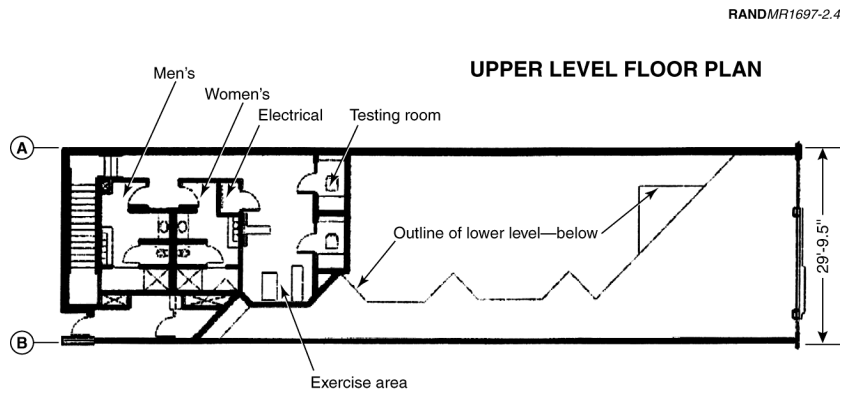 RANDMR1697-2.4
UPPER LEVEL FLOOR PLAN
Men's
Women's
Electrical
Testing room
A
Outline of lower level—below
29'-9.5"
B
Exercise area